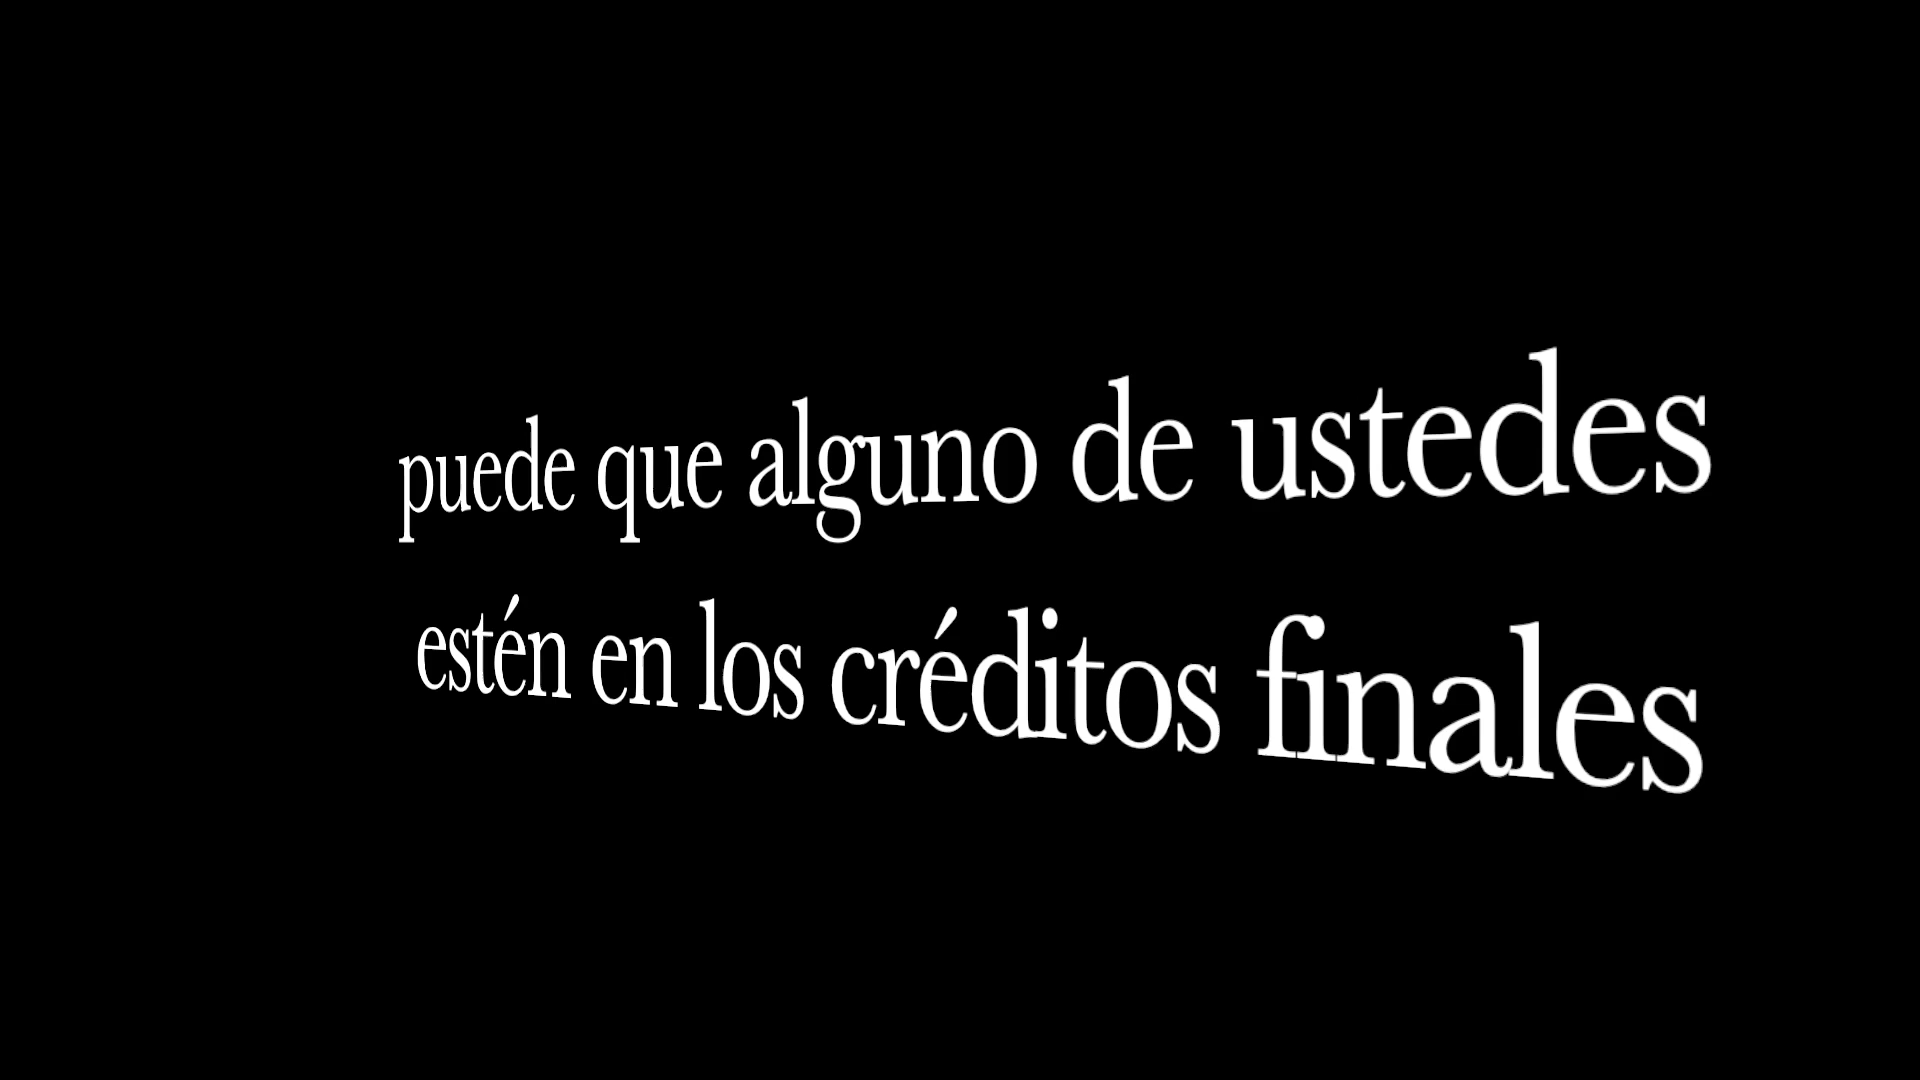 puede que alguno de ustedes
estén en los créditos finales